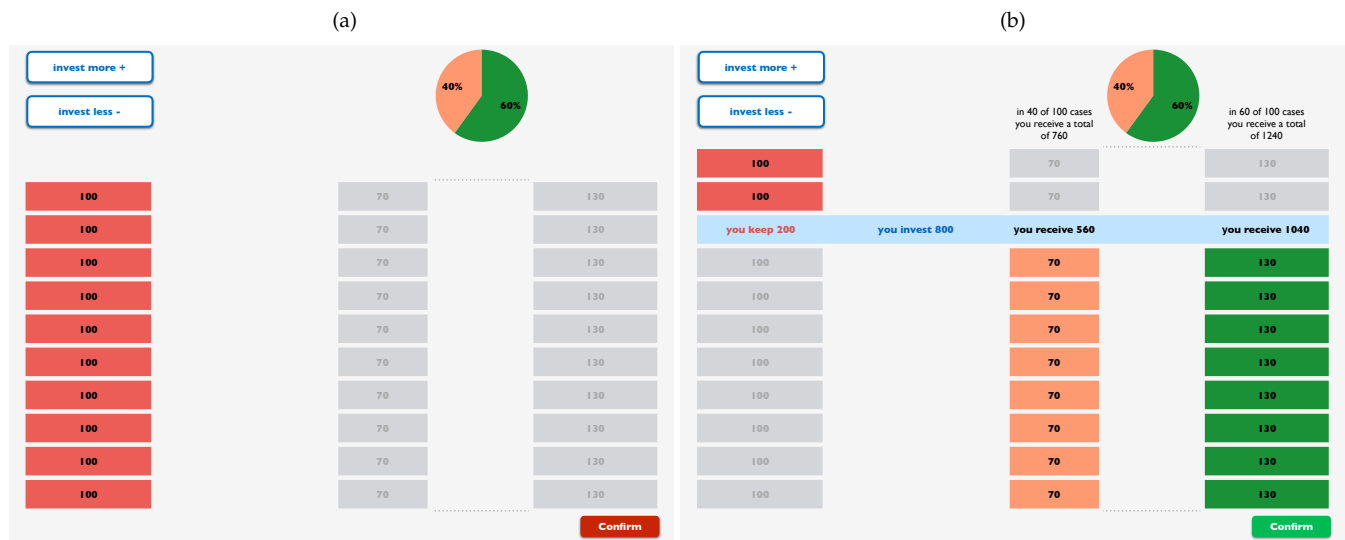 (a)
invest more +
invest less -
40%
60%
100 70 130
100 70 130
100 70 130
100 70 130
100 70 130
100 70 130
100 70 130
100 70 130
100 70 130
100 70 130
Confirm
(b)
invest more +
invest less -
40%
60%
in 40 of 100 cases
you receive a total
of 760
in 60 of 100 cases
you receive a total
of 1240
100 70 130
100 70 130
you keep 200 you invest 800 you receive 560 you receive 1040
100 70 130
100 70 130
100 70 130
100 70 130
100 70 130
100 70 130
100 70 130
100 70 130
Confirm